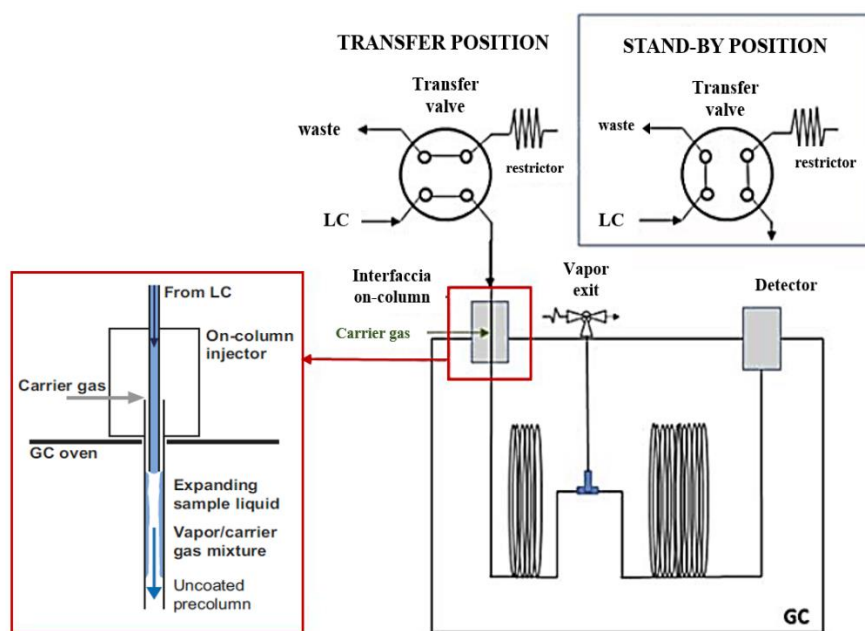 TRANSFER POSITION
Transfer
valve
waste
restrictor
LC
STAND-BY POSITION
Transfer
valve
waste
restrictor
LC
Interfaccia
on-column
Carrier gas
Vapor
exit
Detector
GC
From LC
On-column
injector
Carrier gas
GC oven
Expanding
sample liquid
Vapor/carrier
gas mixture
Uncoated
precolumn